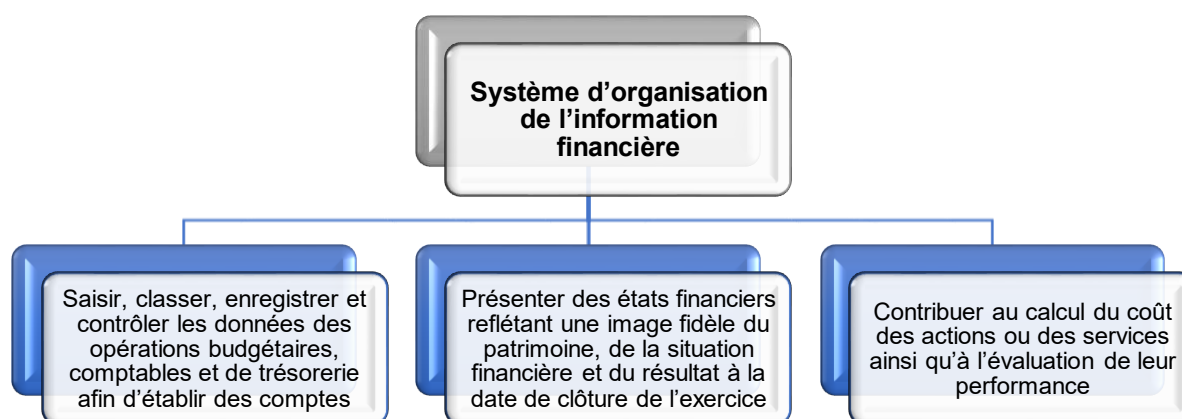 Système d’organisation
de l’information
financière
Saisir, classer, enregistrer et
contrôler les données des
opérations budgétaires,
comptables et de trésorerie
afin d’établir des comptes
Présenter des états financiers
reflétant une image fidèle du
patrimoine, de la situation
financière et du résultat à la
date de clôture de l’exercice
Contribuer au calcul du coût
des actions ou des services
ainsi qu’à l’évaluation de leur
performance